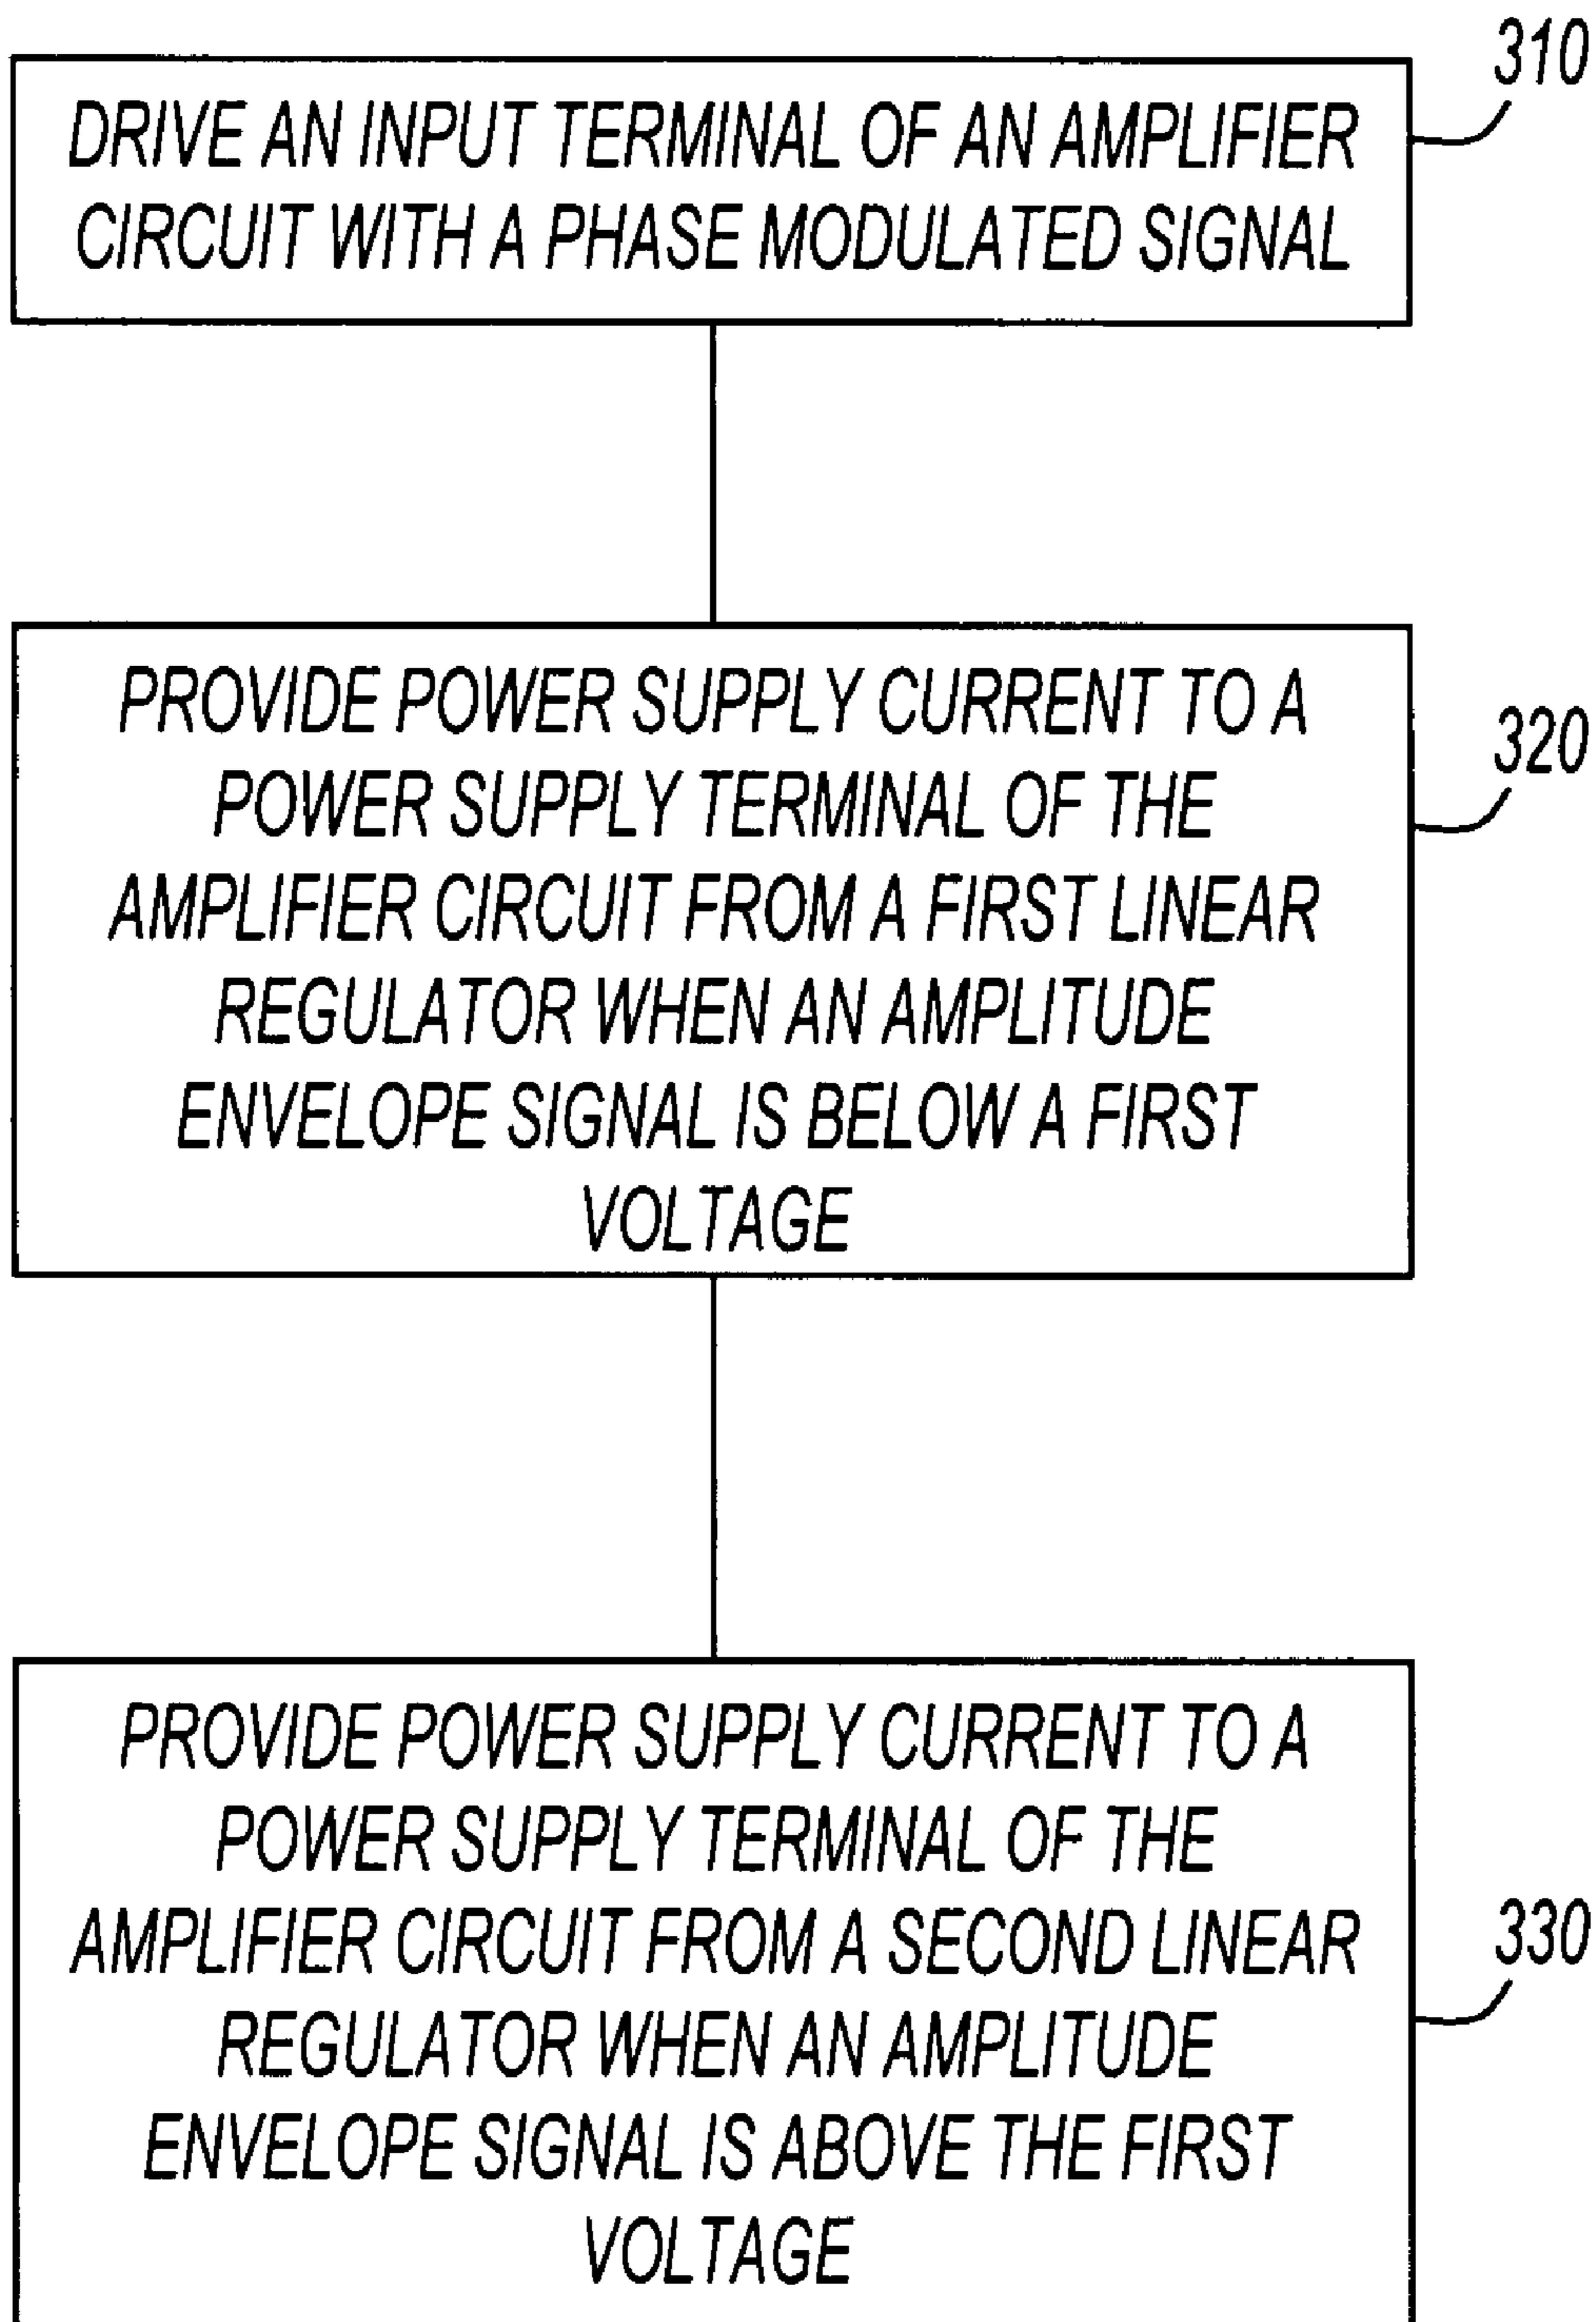 310
DRIVE AN INPUT TERMINAL OF AN AMPLIFIER
CIRCUIT WITH A PHASE MODULATED SIGNAL
PROVIDE POWER SUPPLY CURRENT TO A
320
POWER SUPPLY TERMINAL OF THE
AMPLIFIER CIRCUIT FROM A FIRST LINEAR
REGULATOR WHEN AN AMPLITUDE
ENVELOPE SIGNAL IS BELOW A FIRST
VOLTAGE
PROVIDE POWER SUPPLY CURRENT TO A
POWER SUPPLY TERMINAL OF THE
AMPLIFIER CIRCUIT FROM A SECOND LINEAR
330
REGULATOR WHEN AN AMPLITUDE
ENVELOPE SIGNAL IS ABOVE THE FIRST
VOLTAGE